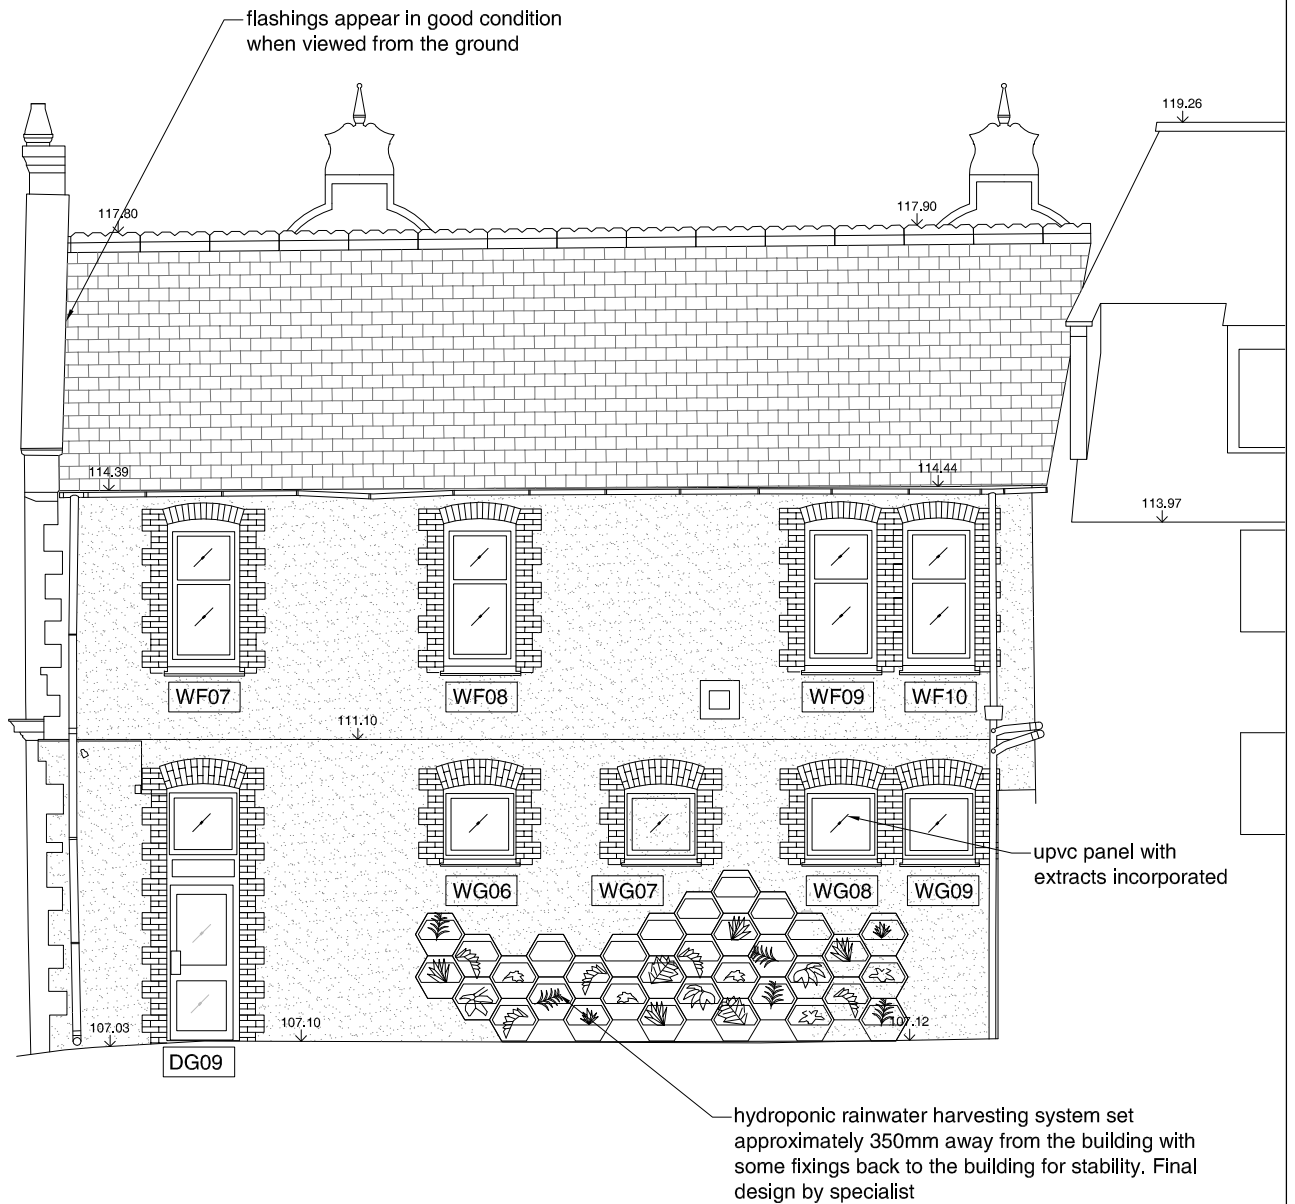 flashings appear in good condition
when viewed from the ground
119.26
117.80
117.90
114.39
114.44
113.97
WF07
WF08
WF09
WF10
111.10
upvc panel with
extracts incorporated
WG06
WG07
WG08
WG09
107.03
107.10
107.12
DG09
hydroponic rainwater harvesting system set
approximately 350mm away from the building with
some fixings back to the building for stability. Final
design by specialist